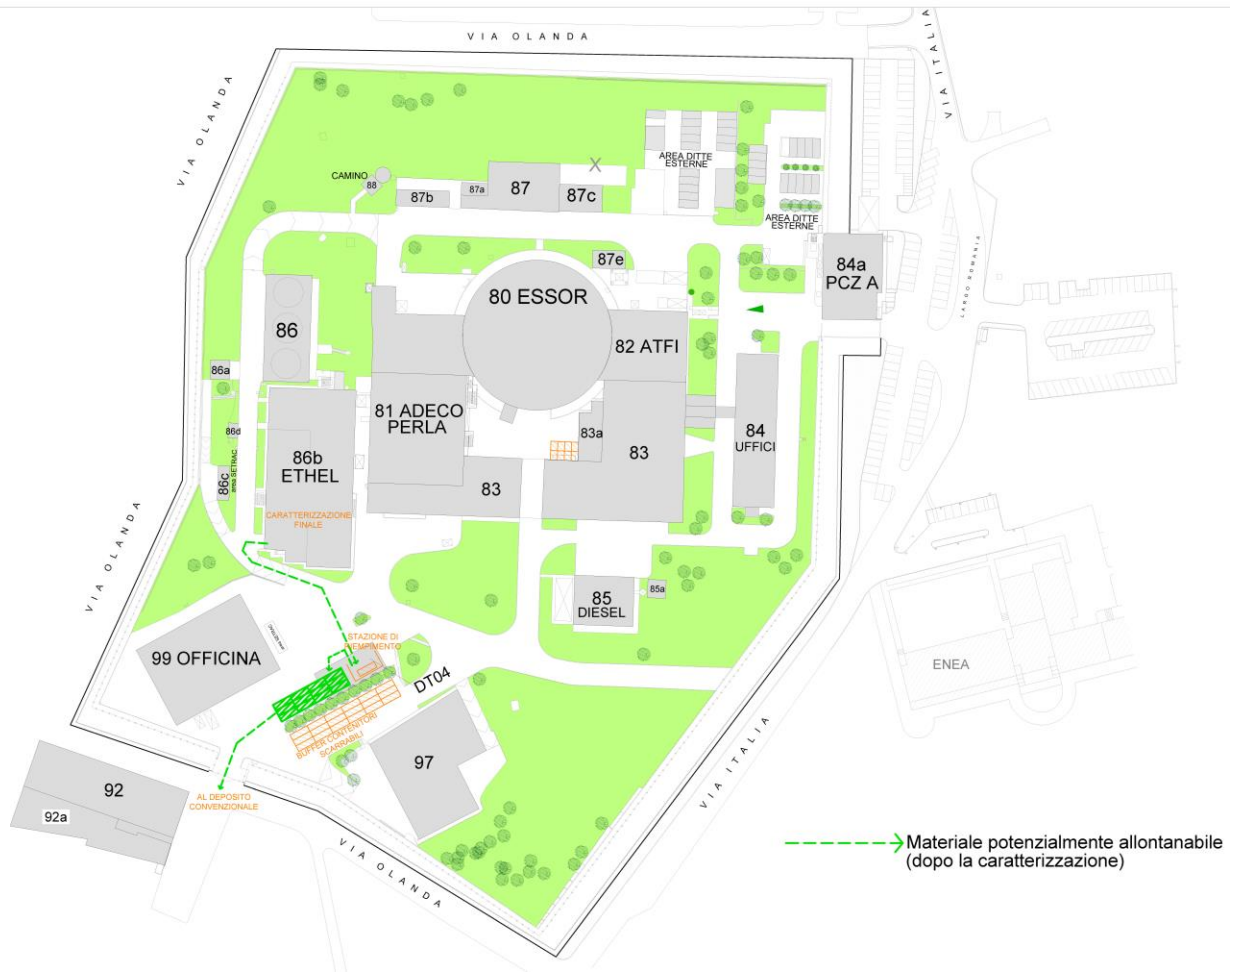 VIA OLANDA
VIA ITALIA
VIA OLANDA
AREA DITTE
ESTERNE
X
CAMINO
88
87b
87a
87
87c
AREA DITTE
ESTERNE
87e
84a
PCZ A
LARGO ROMANIA
80 ESSOR
86
82 ATFI
86a
81 ADECO
PERLA
86d
83a
84
UFFICI
83
86b
ETHEL
area SETRAC
86c
83
CARATTERIZZAZIONE
FINALE
VIA OLANDA
85
DIESEL
85a
STAZIONE DI
RIEMPIMENTO
99 OFFICINA
ENEA
DT04
BUFFER CONTENITORI
SCARRABILI
97
VIA ITALIA
92
92a
AL DEPOSITO
CONVENZIONALE
VIA OLANDA
Materiale potenzialmente allontanabile
(dopo la caratterizzazione)